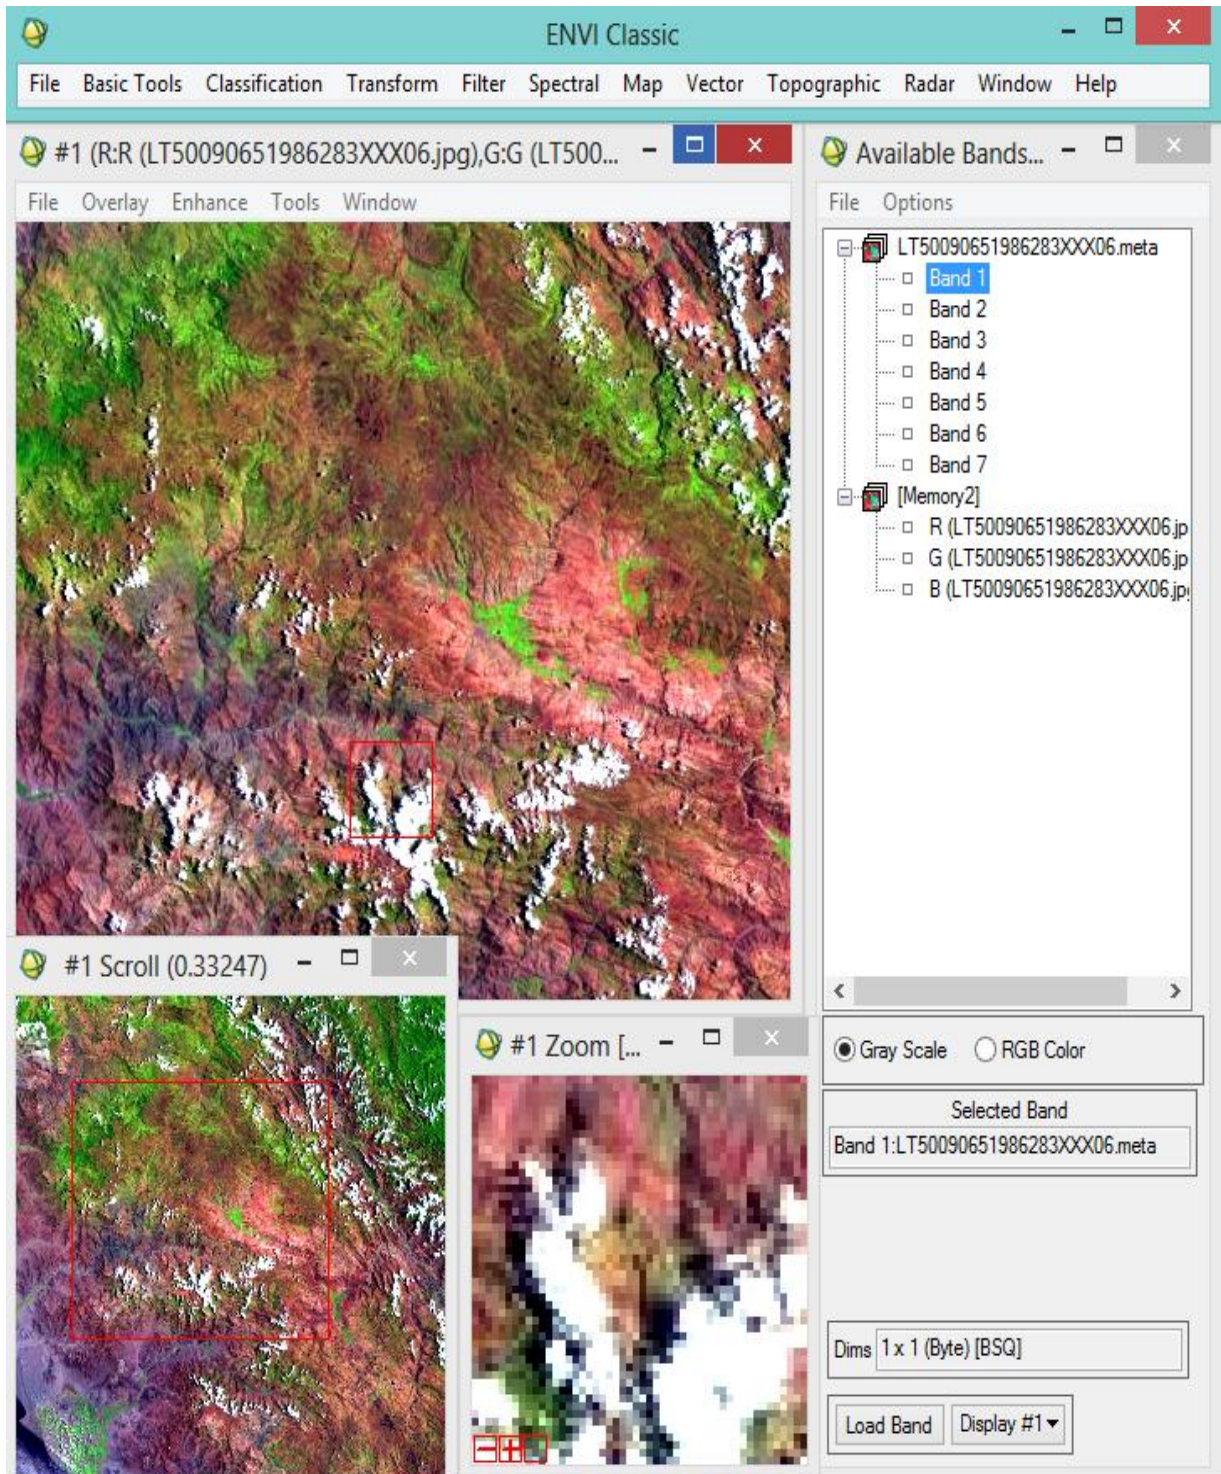 ENVI Classic
File Basic Tools Classification Transform Filter Spectral Map Vector Topographic Radar Window Help
#1 (R:R (LT50090651986283XXX06.jpg),G:G (LT500...
File Overlay Enhance Tools Window
Available Bands...
File Options
LT50090651986283XXX06.meta
Band 1
Band 2
Band 3
Band 4
Band 5
Band 6
Band 7
[Memory2]
R (LT50090651986283XXX06.jp
G (LT50090651986283XXX06.jp
B (LT50090651986283XXX06.jp
#1 Scroll (0.33247)
#1 Zoom [...
Gray Scale RGB Color
Selected Band
Band 1:LT50090651986283XXX06.meta
Dims 1 x 1 (Byte) [BSQ]
Load Band Display #1